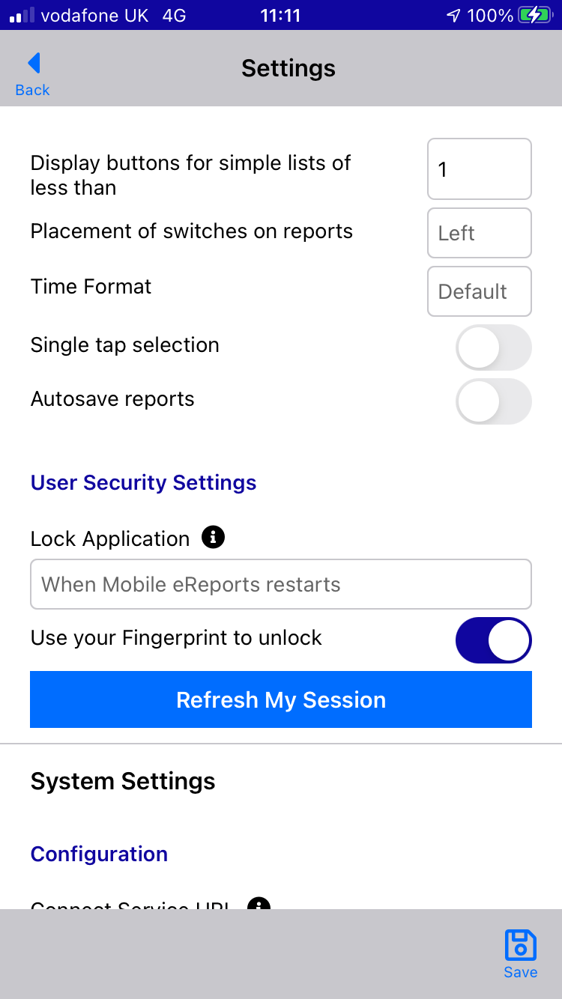 vodafone UK 4G 11:11 100%
Settings
Back
Display buttons for simple lists of
less than
1
Placement of switches on reports
Left
Time Format
Default
Single tap selection
Autosave reports
User Security Settings
Lock Application
When Mobile eReports restarts
Use your Fingerprint to unlock
Refresh My Session
System Settings
Configuration
Connect Service URL
Save